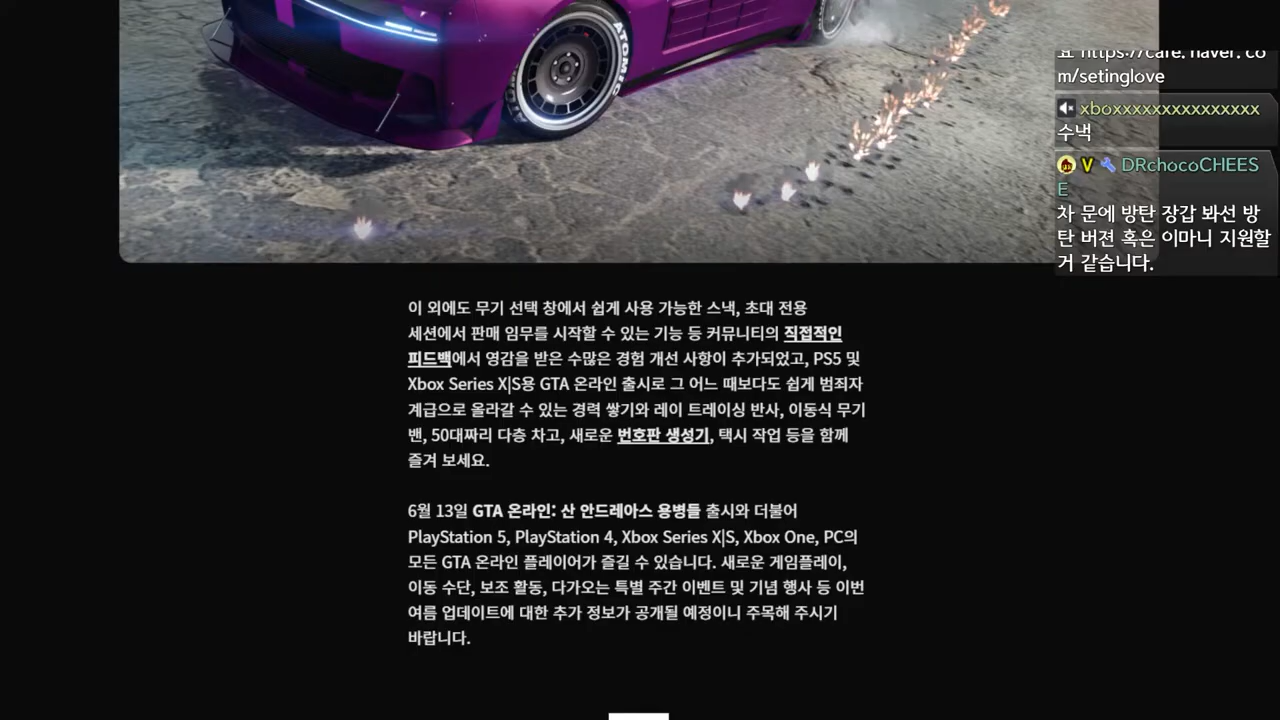 ATOMIC
요 https://cafe.naver.co
m/setinglove
xboxxxxxxxxxxxxxxx
수낵
V DRchocoCHEES
E
차 문에 방탄 장갑 봐선 방
탄 버젼 혹은 이마니 지원할
거 같습니다.
이 외에도 무기 선택 창에서 쉽게 사용 가능한 스낵, 초대 전용
세션에서 판매 임무를 시작할 수 있는 기능 등 커뮤니티의 직접적인
피드백에서 영감을 받은 수많은 경험 개선 사항이 추가되었고, PS5 및
Xbox Series X|S용 GTA 온라인 출시로 그 어느 때보다도 쉽게 범죄자
계급으로 올라갈 수 있는 경력 쌓기와 레이 트레이싱 반사, 이동식 무기
밴, 50대짜리 다층 차고, 새로운 번호판 생성기, 택시 작업 등을 함께
즐겨 보세요.
6월 13일 GTA 온라인: 산 안드레아스 용병들 출시와 더불어
PlayStation 5, PlayStation 4, Xbox Series X|S, Xbox One, PC의
모든 GTA 온라인 플레이어가 즐길 수 있습니다. 새로운 게임플레이,
이동 수단, 보조 활동, 다가오는 특별 주간 이벤트 및 기념 행사 등 이번
여름 업데이트에 대한 추가 정보가 공개될 예정이니 주목해 주시기
바랍니다.